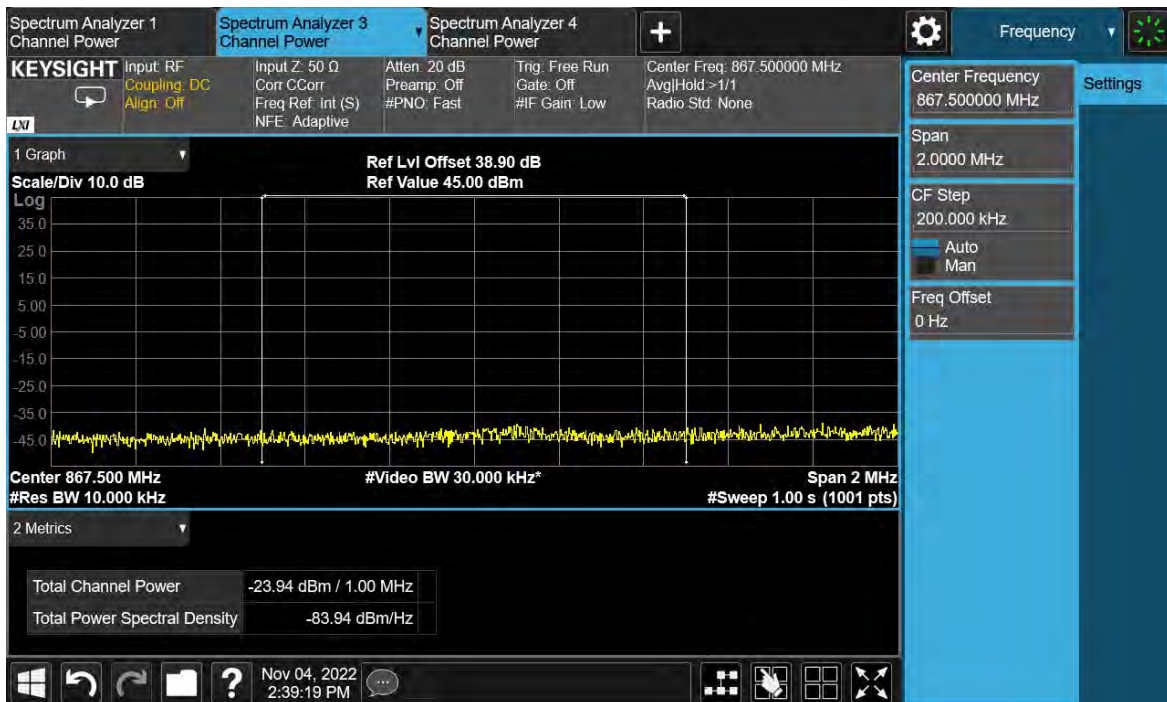 Spectrum Analyzer 1
Channel Power
Spectrum Analyzer 3
Channel Power
Spectrum Analyzer 4
Channel Power
+
Frequency
KEYSIGHT
LXI
Input: RF
Coupling: DC
Align: Off
Input Z: 50 Ω
Corr CCorr
Freq Ref: Int (S)
NFE: Adaptive
Atten: 20 dB
Preamp: Off
#PNO: Fast
Trig: Free Run
Gate: Off
#IF Gain: Low
Center Freq: 867.500000 MHz
Avg|Hold:>1/1
Radio Std: None
Center Frequency
867.500000 MHz
Settings
Span
2.0000 MHz
CF Step
200.000 kHz
Auto
Man
Freq Offset
0 Hz
1 Graph
Scale/Div 10.0 dB
Ref Lvl Offset 38.90 dB
Ref Value 45.00 dBm
Log
35.0
25.0
15.0
5.00
-5.00
-15.0
-25.0
-35.0
-45.0
Center 867.500 MHz
#Video BW 30.000 kHz*
Span 2 MHz
#Res BW 10.000 kHz
#Sweep 1.00 s (1001 pts)
2 Metrics
Total Channel Power -23.94 dBm / 1.00 MHz
Total Power Spectral Density -83.94 dBm/Hz
?
Nov 04, 2022
2:39:19 PM